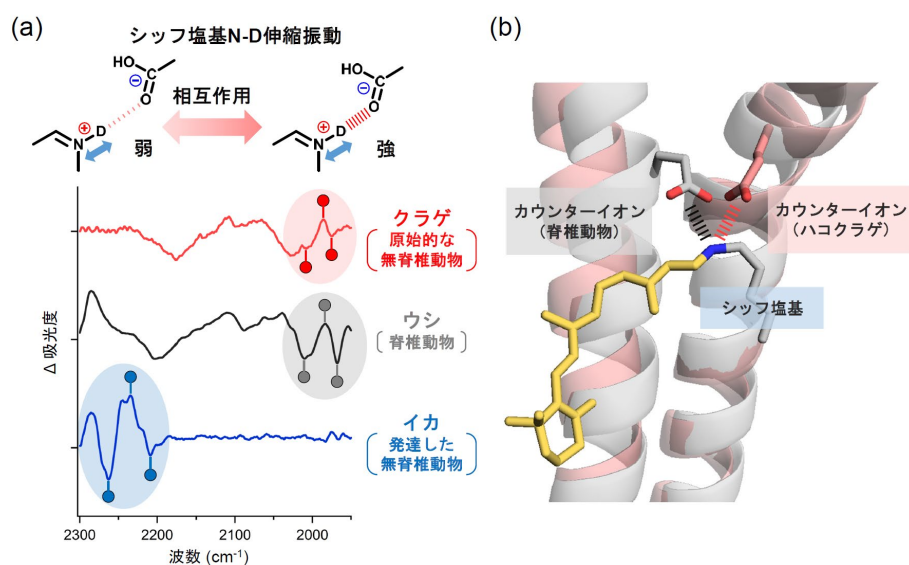 (a)
シッフ塩基N-D伸縮振動
HO
C
⊖
O
相互作用
HO
C
⊖
O
⊕
N
D
弱
⊕
N
D
強
クラゲ
原始的な
無脊椎動物
ウシ
脊椎動物
イカ
発達した
無脊椎動物
Δ 吸光度
2300
2200
2100
2000
波数 (cm⁻¹)
(b)
カウンターイオン
(脊椎動物)
カウンターイオン
(ハコクラゲ)
シッフ塩基